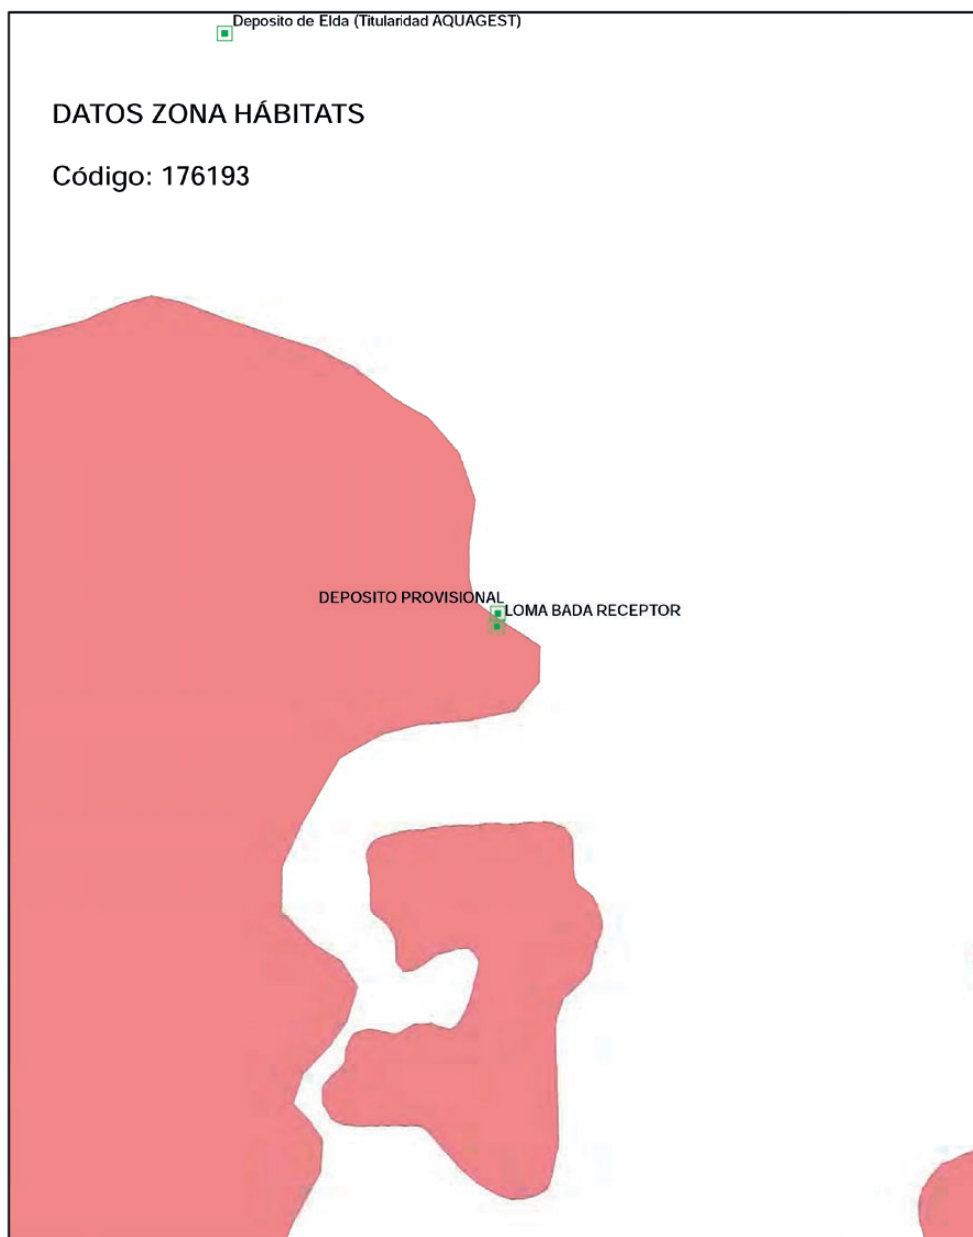 Deposito de Elda (Titularidad AQUAGEST)
DATOS ZONA HÁBITATS
Código: 176193
DEPOSITO PROVISIONAL
LOMA BADA RECEPTOR